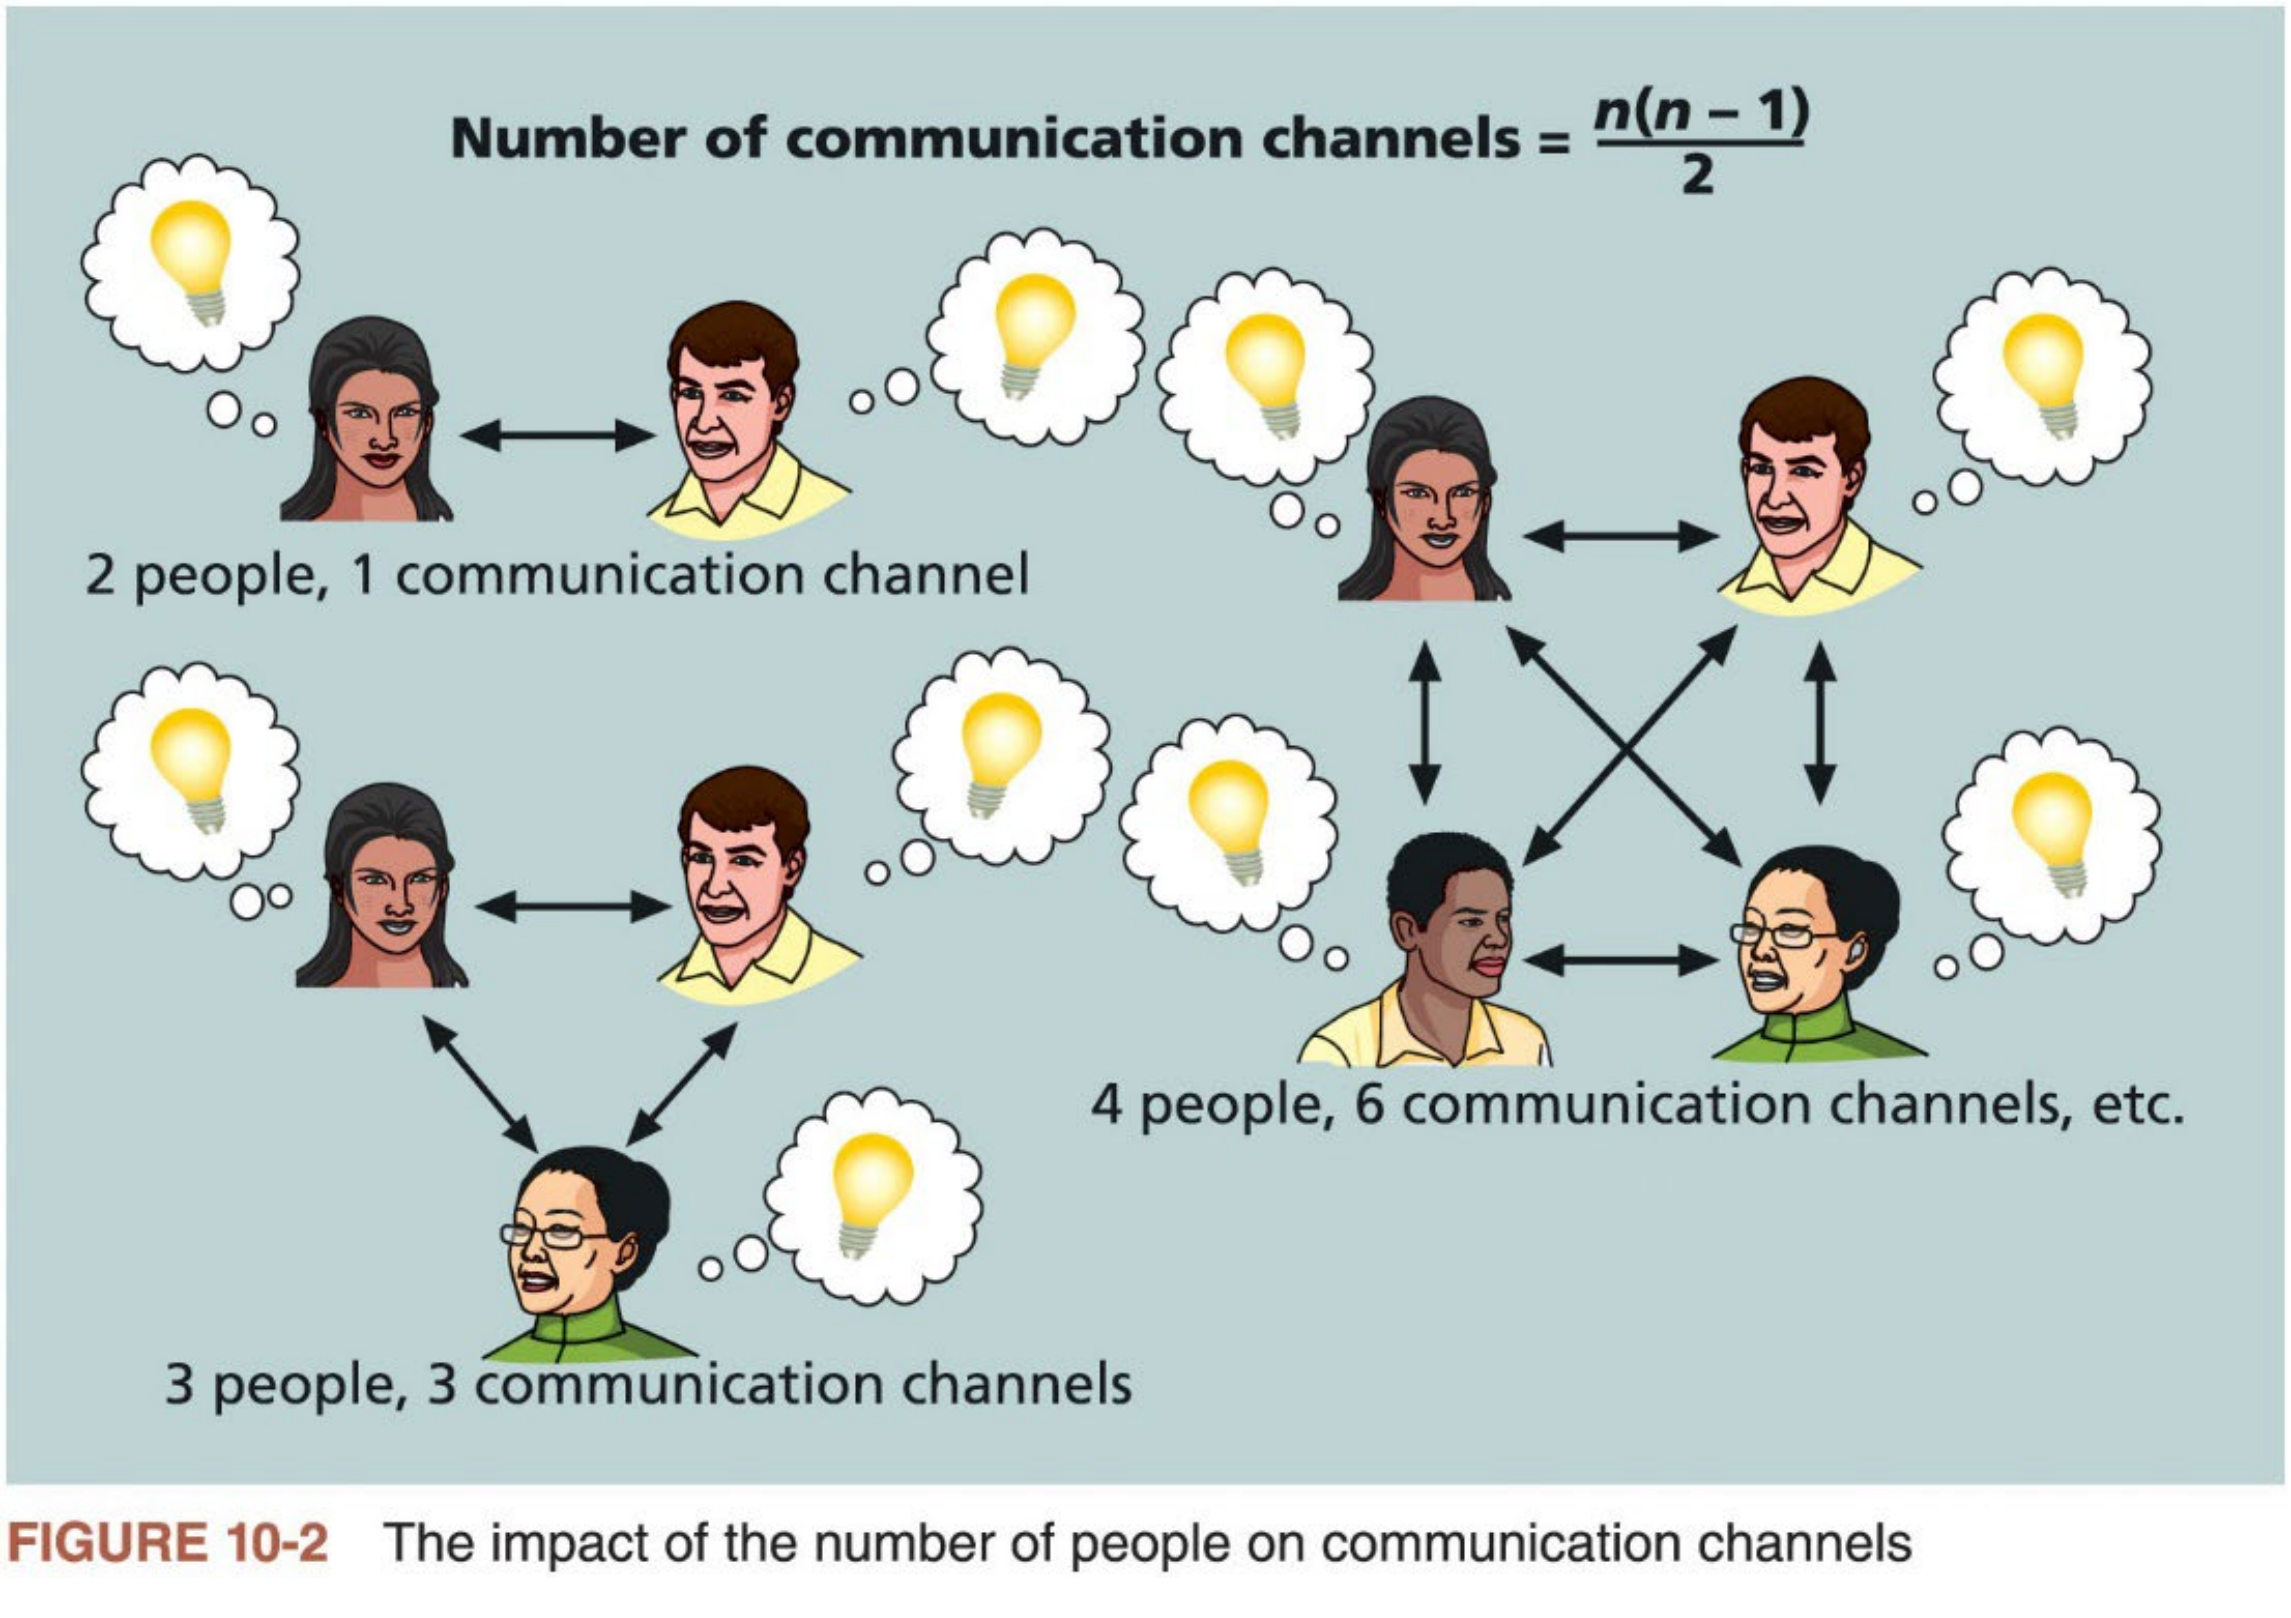 Number of communication channels = n(n – 1)/2
2 people, 1 communication channel
3 people, 3 communication channels
4 people, 6 communication channels, etc.
FIGURE 10-2 The impact of the number of people on communication channels